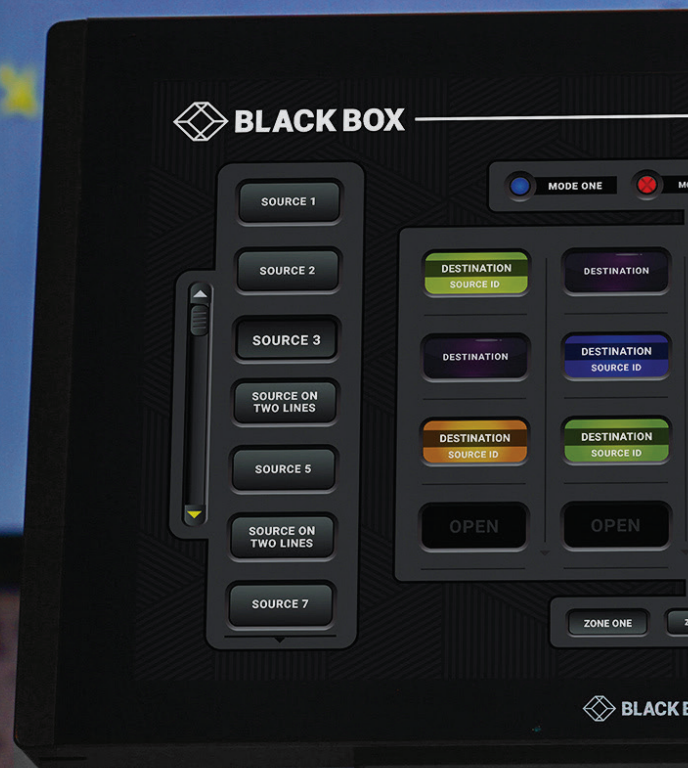 BLACK BOX
SOURCE 1
SOURCE 2
SOURCE 3
SOURCE ON
TWO LINES
SOURCE 5
SOURCE ON
TWO LINES
SOURCE 7
MODE ONE
DESTINATION
SOURCE ID
DESTINATION
DESTINATION
DESTINATION
SOURCE ID
DESTINATION
SOURCE ID
DESTINATION
SOURCE ID
OPEN
OPEN
ZONE ONE
BLACK